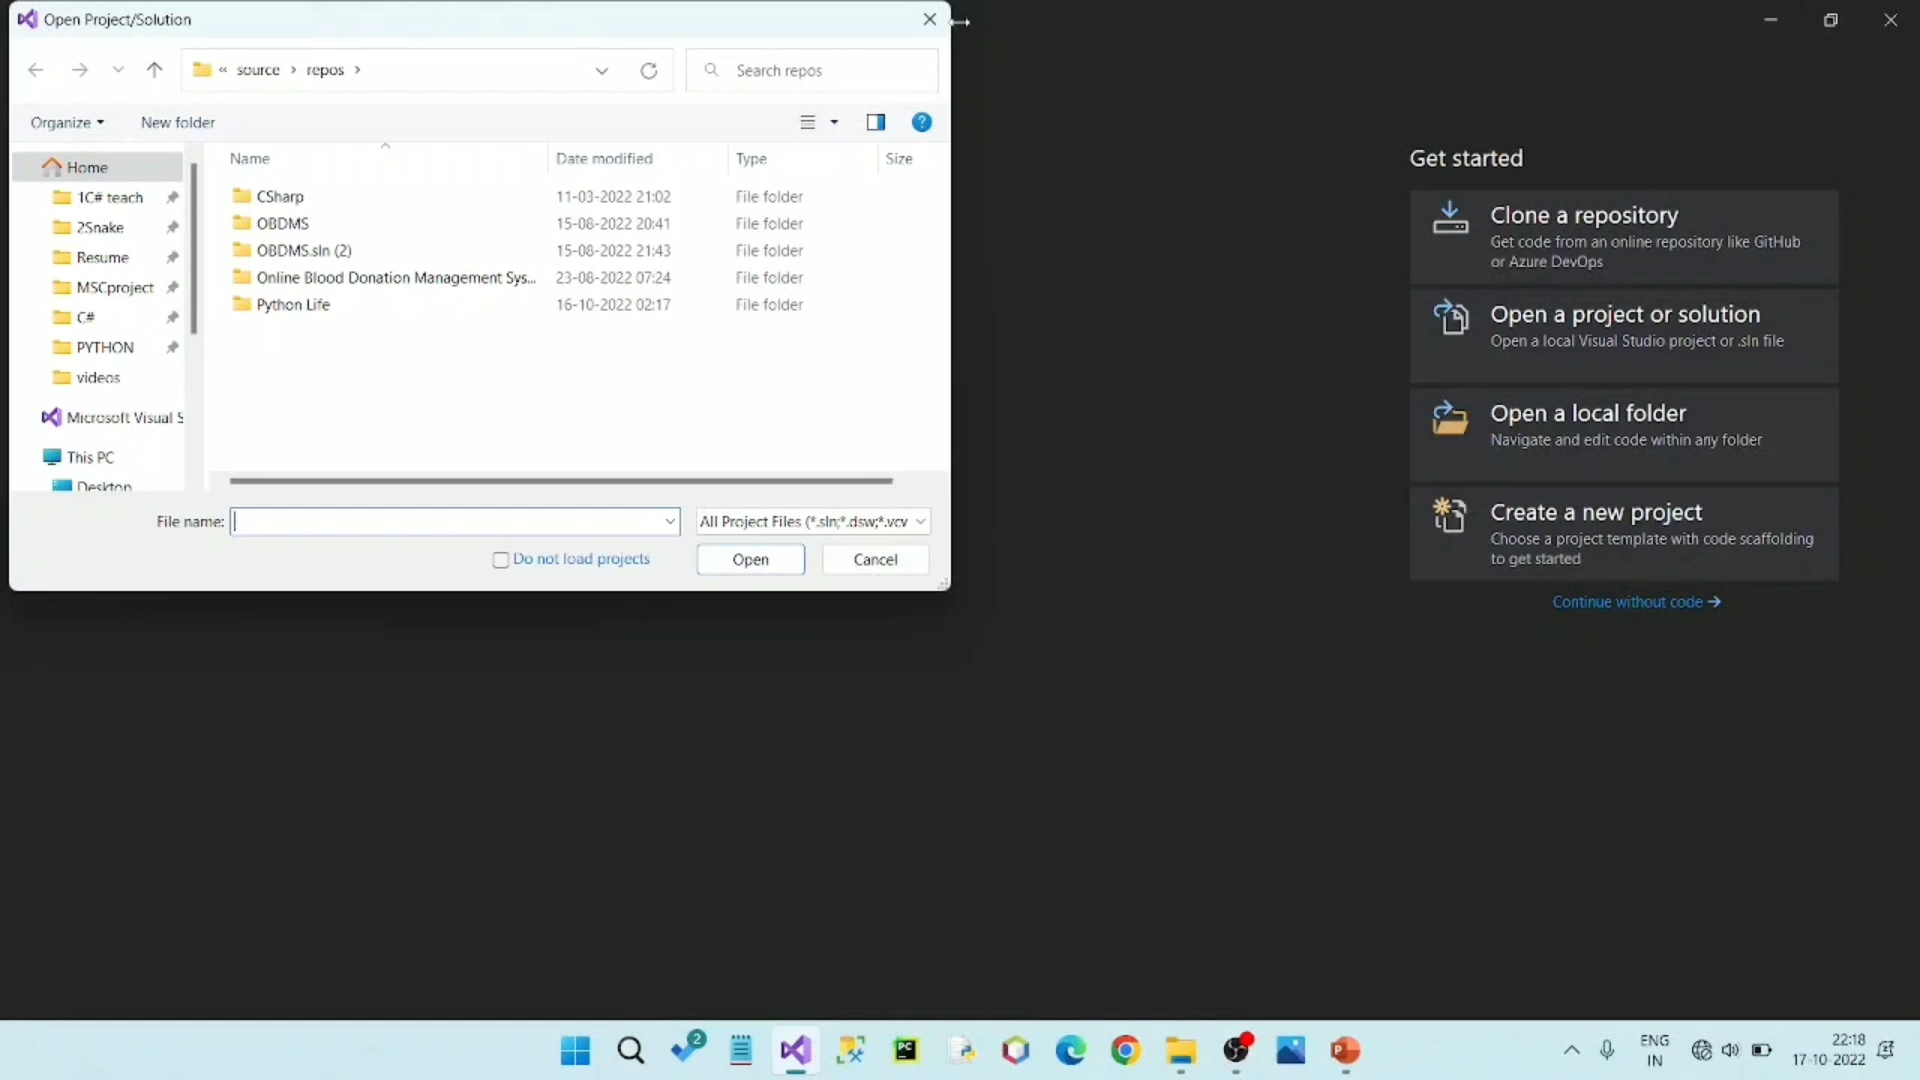 Open Project/Solution
« source › repos ›
Search repos
Organize
New folder
Name
Date modified
Type
Size
Home
1C# teach
2Snake
Resume
MSCproject
C#
PYTHON
videos
Microsoft Visual S
This PC
Desktop
CSharp 11-03-2022 21:02 File folder
OBDMS 15-08-2022 20:41 File folder
OBDMS.sln (2) 15-08-2022 21:43 File folder
Online Blood Donation Management Sys... 23-08-2022 07:24 File folder
Python Life 16-10-2022 02:17 File folder
File name:
All Project Files (*.sln;*.dsw;*.vcv
Do not load projects
Open
Cancel
Get started
Clone a repository
Get code from an online repository like GitHub
or Azure DevOps
Open a project or solution
Open a local Visual Studio project or .sln file
Open a local folder
Navigate and edit code within any folder
Create a new project
Choose a project template with code scaffolding
to get started
Continue without code →
2
PC
P
ENG
IN
22:18
17-10-2022